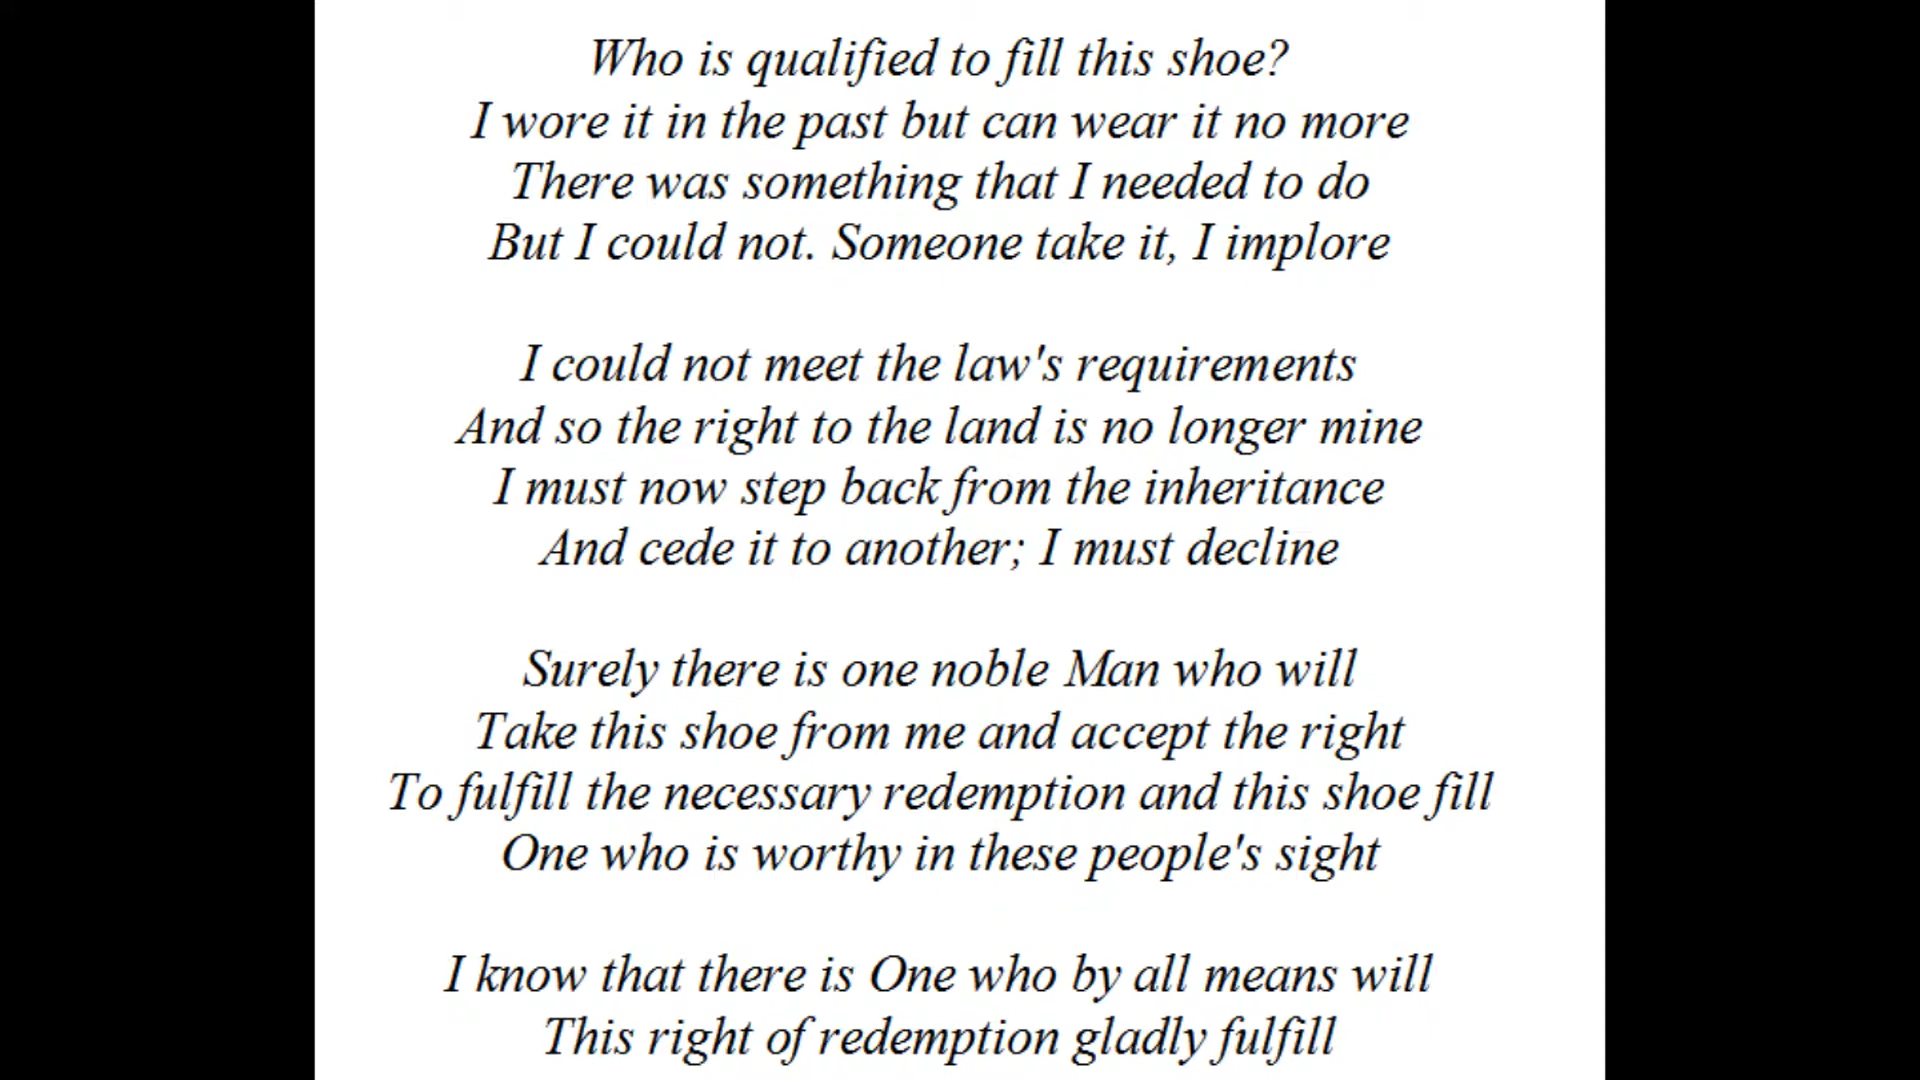 Who is qualified to fill this shoe?
I wore it in the past but can wear it no more
There was something that I needed to do
But I could not. Someone take it, I implore
I could not meet the law's requirements
And so the right to the land is no longer mine
I must now step back from the inheritance
And cede it to another; I must decline
Surely there is one noble Man who will
Take this shoe from me and accept the right
To fulfill the necessary redemption and this shoe fill
One who is worthy in these people's sight
I know that there is One who by all means will
This right of redemption gladly fulfill